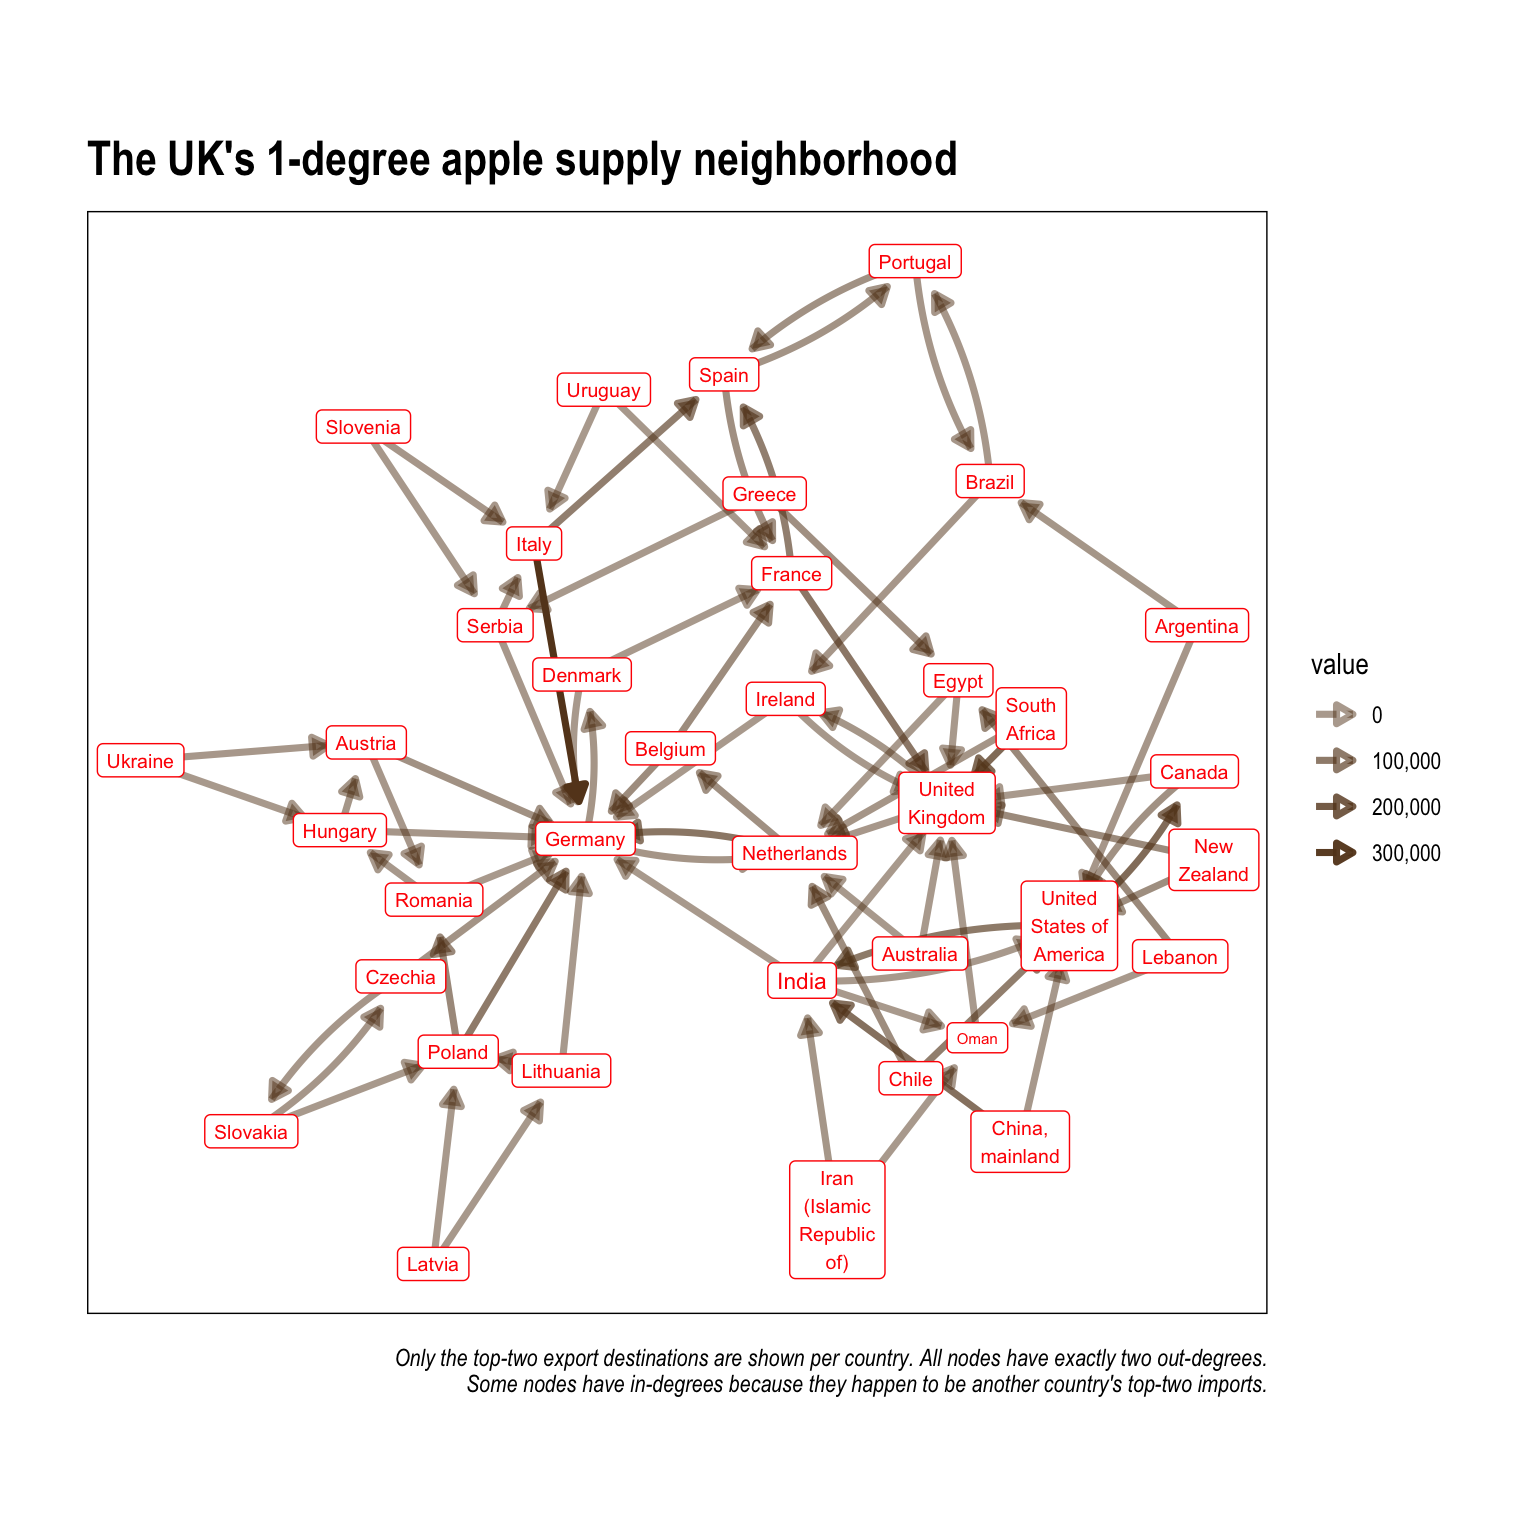 The UK's 1-degree apple supply neighborhood
Portugal
Spain
Uruguay
Slovenia
Greece
Brazil
Italy
France
Serbia
Argentina
Denmark
Egypt
Ireland
South
Africa
Austria
Belgium
Ukraine
Canada
United
Kingdom
Hungary
Germany
Netherlands
New
Zealand
Romania
United
States of
America
Australia
Lebanon
Czechia
India
Oman
Poland
Lithuania
Chile
Slovakia
China,
mainland
Iran
(Islamic
Republic
of)
Latvia
value
0
100,000
200,000
300,000
Only the top-two export destinations are shown per country. All nodes have exactly two out-degrees.
Some nodes have in-degrees because they happen to be another country's top-two imports.